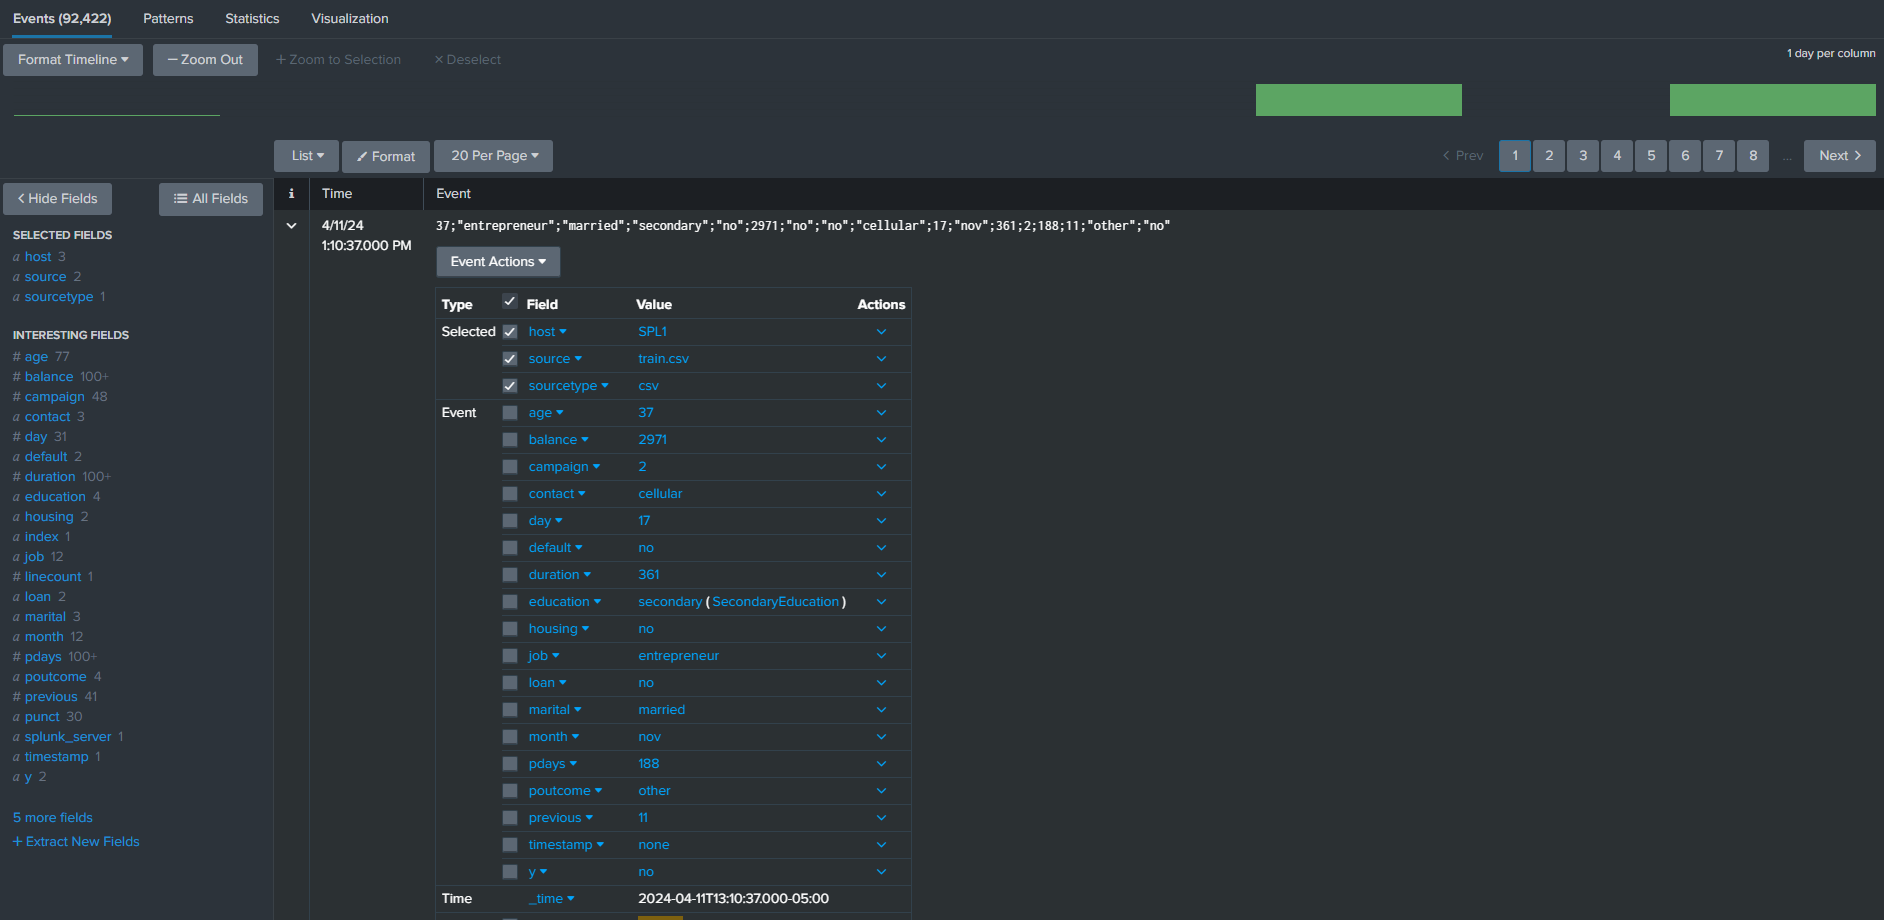 Events (92,422) Patterns Statistics Visualization
Format Timeline — Zoom Out + Zoom to Selection × Deselect
1 day per column
List Format 20 Per Page
< Prev 1 2 3 4 5 6 7 8 ... Next >
< Hide Fields All Fields
SELECTED FIELDS
a host 3
a source 2
a sourcetype 1
INTERESTING FIELDS
# age 77
# balance 100+
# campaign 48
a contact 3
# day 31
a default 2
# duration 100+
a education 4
a housing 2
a index 1
a job 12
# linecount 1
a loan 2
a marital 3
a month 12
# pdays 100+
a poutcome 4
# previous 41
a punct 30
a splunk_server 1
a timestamp 1
a y 2
5 more fields
+ Extract New Fields
i Time Event
4/11/24
1:10:37.000 PM
37;"entrepreneur";"married";"secondary";"no";2971;"no";"no";"cellular";17;"nov";361;2;188;11;"other";"no"
Event Actions
Type Field Value Actions
Selected host SPL1
source train.csv
sourcetype csv
Event age 37
balance 2971
campaign 2
contact cellular
day 17
default no
duration 361
education secondary ( SecondaryEducation )
housing no
job entrepreneur
loan no
marital married
month nov
pdays 188
poutcome other
previous 11
timestamp none
y no
Time _time 2024-04-11T13:10:37.000-05:00